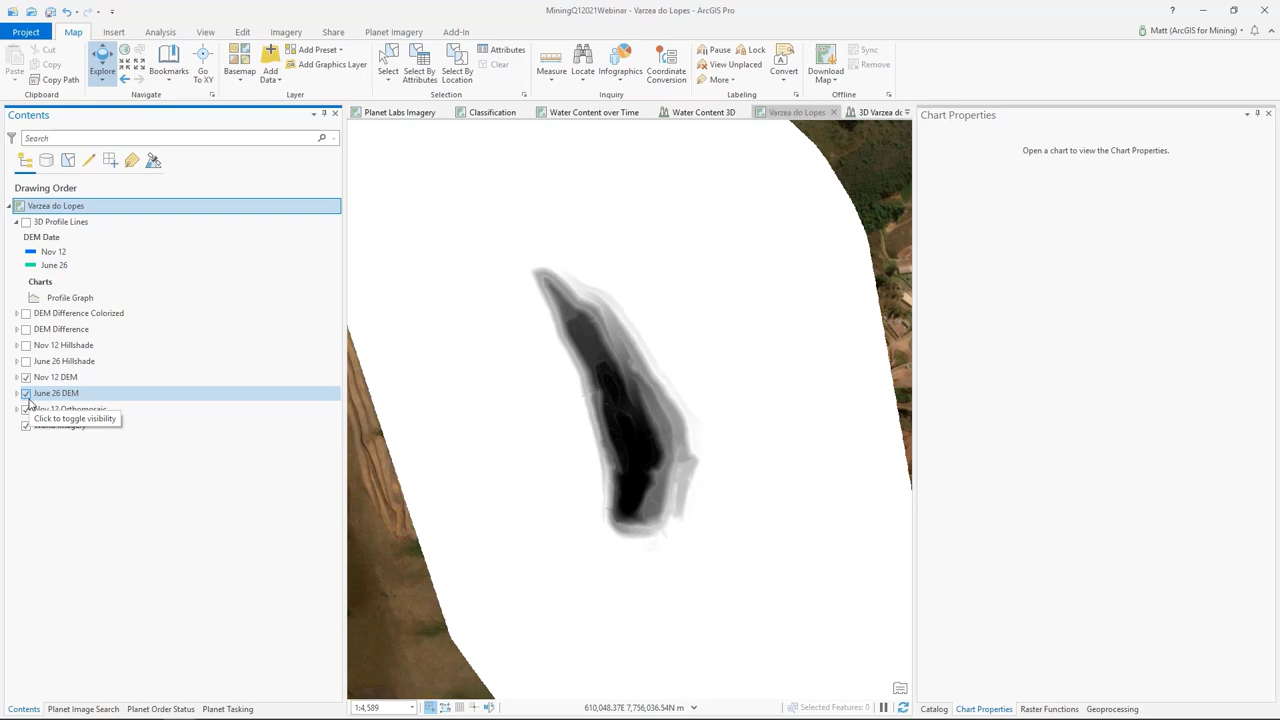 MiningQ12021Webinar - Varzea do Lopes - ArcGIS Pro
? 
Project Map Insert Analysis View Edit Imagery Share Planet Imagery Add-In
Matt (ArcGIS for Mining)
Paste
Cut
Copy
Copy Path
Clipboard
Explore
Bookmarks
Go To XY
Navigate
Basemap
Add Data
Add Preset
Add Graphics Layer
Layer
Select
Select By Attributes
Select By Location
Attributes
Clear
Selection
Measure
Locate
Infographics
Coordinate Conversion
Inquiry
Pause
Lock
View Unplaced
More
Convert
Labeling
Download Map
Sync
Remove
Offline
Contents
Search
Drawing Order
Varzea do Lopes
3D Profile Lines
DEM Date
Nov 12
June 26
Charts
Profile Graph
DEM Difference Colorized
DEM Difference
Nov 12 Hillshade
June 26 Hillshade
Nov 12 DEM
June 26 DEM
Nov 12 Orthomosaic
Click to toggle visibility
World Imagery
Contents Planet Image Search Planet Order Status Planet Tasking
Planet Labs Imagery Classification Water Content over Time Water Content 3D Varzea do Lopes 3D Varzea dc
1:4,589
610,048.37E 7,756,036.54N m
Selected Features: 0
Chart Properties
Open a chart to view the Chart Properties.
Catalog Chart Properties Raster Functions Geoprocessing